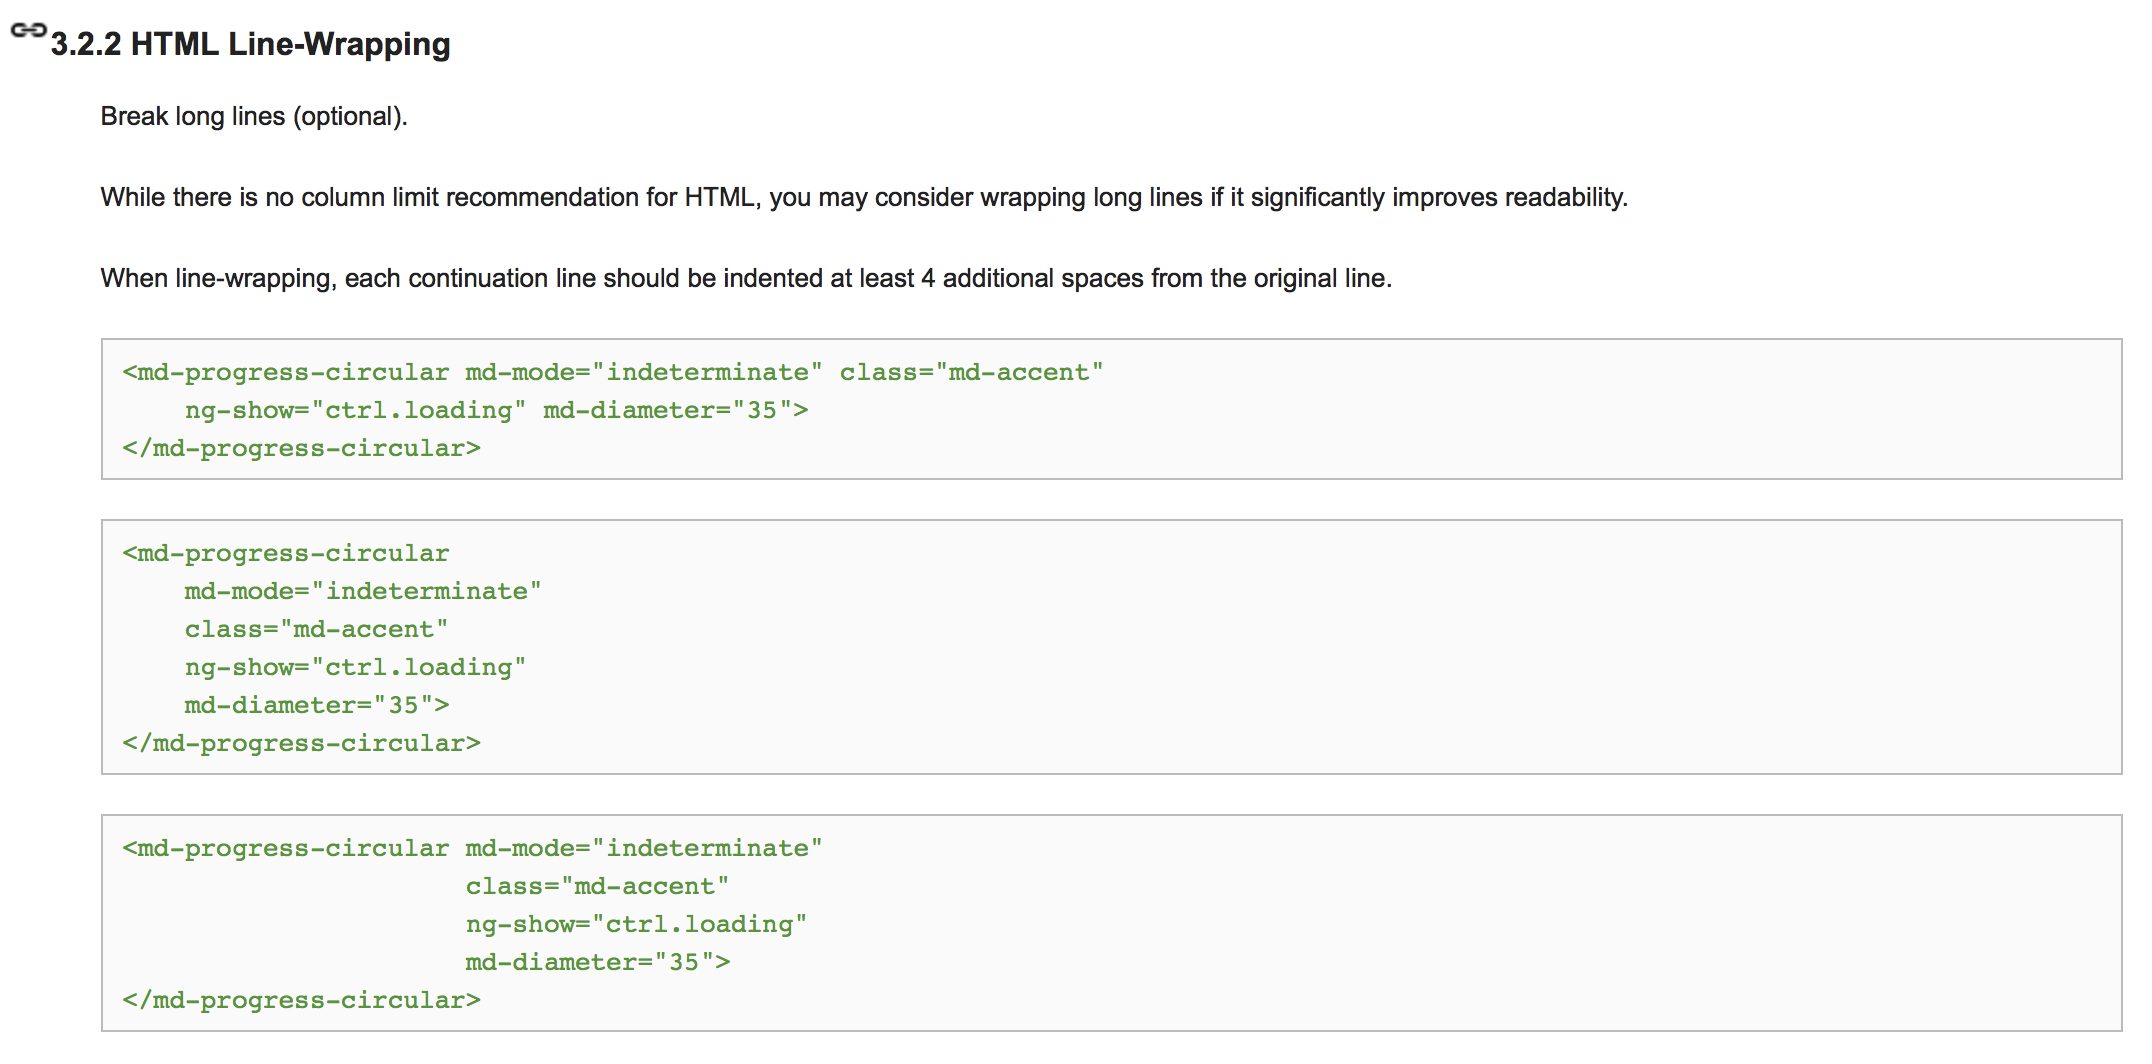 3.2.2 HTML Line-Wrapping
Break long lines (optional).
While there is no column limit recommendation for HTML, you may consider wrapping long lines if it significantly improves readability.
When line-wrapping, each continuation line should be indented at least 4 additional spaces from the original line.
<md-progress-circular md-mode="indeterminate" class="md-accent"
    ng-show="ctrl.loading" md-diameter="35">
</md-progress-circular>
<md-progress-circular
    md-mode="indeterminate"
    class="md-accent"
    ng-show="ctrl.loading"
    md-diameter="35">
</md-progress-circular>
<md-progress-circular md-mode="indeterminate"
                      class="md-accent"
                      ng-show="ctrl.loading"
                      md-diameter="35">
</md-progress-circular>